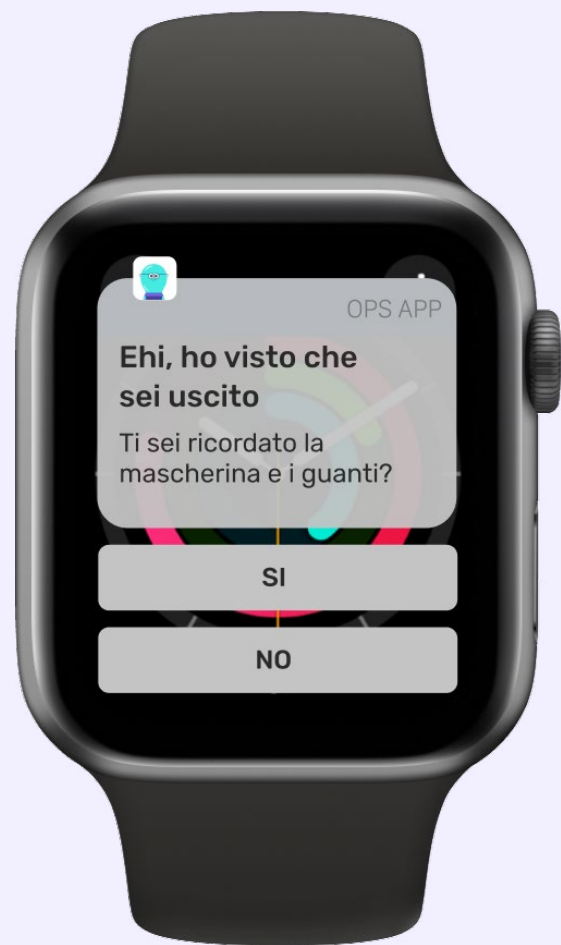 OPS APP
Ehi, ho visto che
sei uscito
Ti sei ricordato la
mascherina e i guanti?
SI
NO